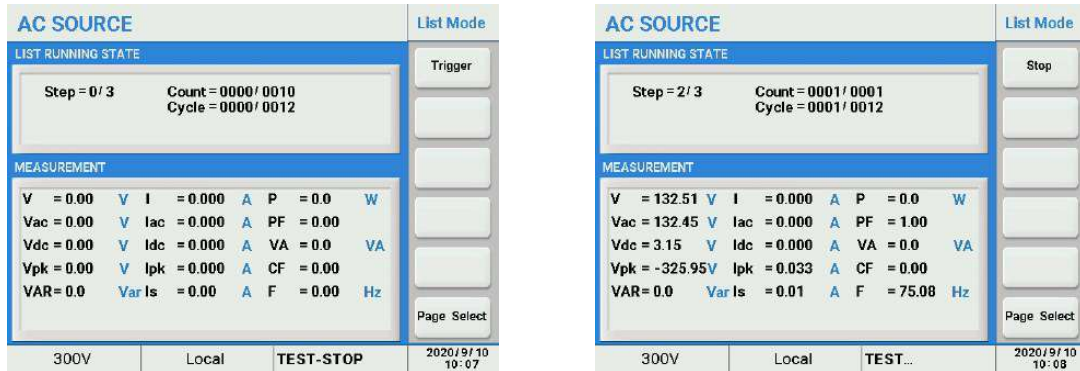 AC SOURCE
List Mode
LIST RUNNING STATE
Trigger
Step = 0/ 3 Count = 0000/ 0010
Cycle = 0000/ 0012
MEASUREMENT
V = 0.00 V I = 0.000 A P = 0.0 W
Vac = 0.00 V Iac = 0.000 A PF = 0.00
Vdc = 0.00 V Idc = 0.000 A VA = 0.0 VA
Vpk = 0.00 V Ipk = 0.000 A CF = 0.00
VAR= 0.0 Var Is = 0.00 A F = 0.00 Hz
Page Select
300V Local TEST-STOP 2020/9/10
10:07
AC SOURCE
List Mode
LIST RUNNING STATE
Stop
Step = 2/ 3 Count = 0001/ 0001
Cycle = 0001/ 0012
MEASUREMENT
V = 132.51 V I = 0.000 A P = 0.0 W
Vac = 132.45 V Iac = 0.000 A PF = 1.00
Vdc = 3.15 V Idc = 0.000 A VA = 0.0 VA
Vpk = -325.95V Ipk = 0.033 A CF = 0.00
VAR= 0.0 Var Is = 0.01 A F = 75.08 Hz
Page Select
300V Local TEST... 2020/9/10
10:08